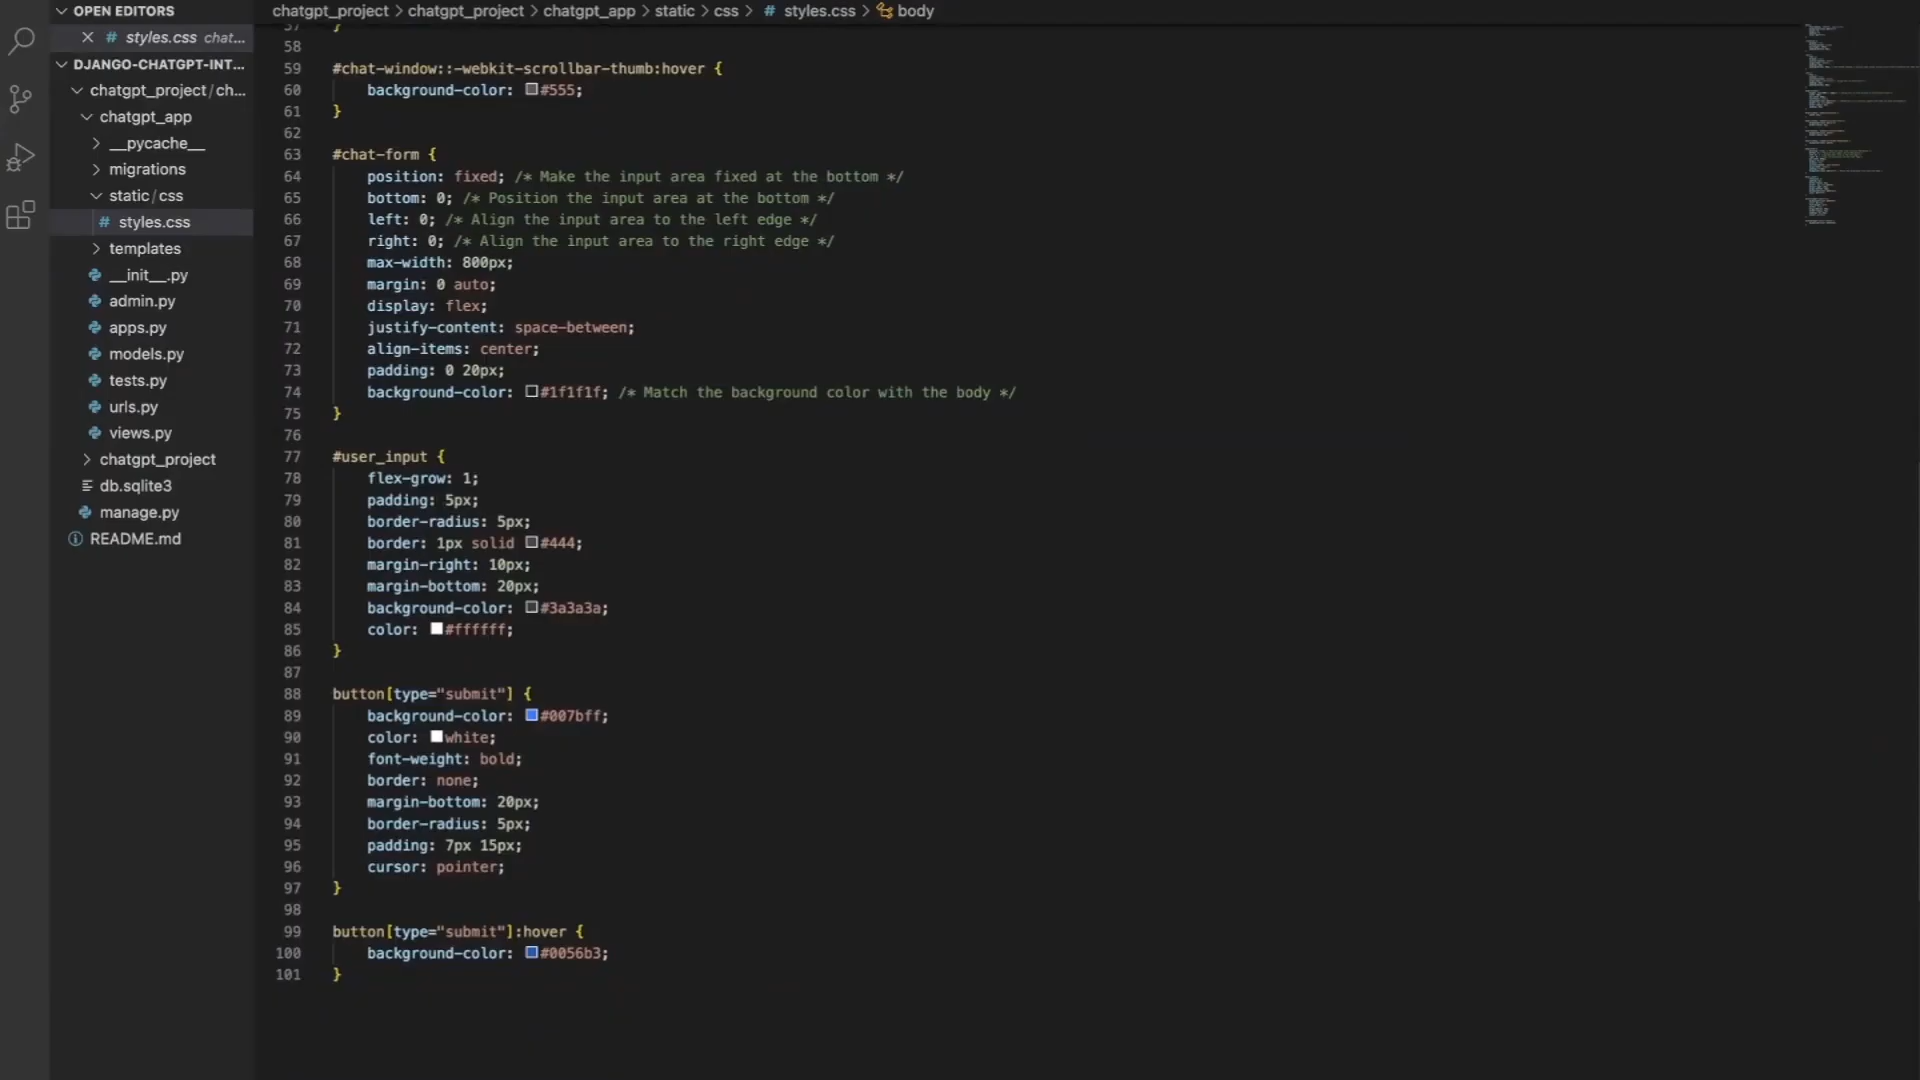 OPEN EDITORS
styles.css chat...
DJANGO-CHATGPT-INT...
chatgpt_project/ch...
chatgpt_app
__pycache__
migrations
static/css
styles.css
templates
__init__.py
admin.py
apps.py
models.py
tests.py
urls.py
views.py
chatgpt_project
db.sqlite3
manage.py
README.md
chatgpt_project > chatgpt_project > chatgpt_app > static > css > # styles.css > body
57 }
58
59 #chat-window::-webkit-scrollbar-thumb:hover {
60 background-color: #555;
61 }
62
63 #chat-form {
64 position: fixed; /* Make the input area fixed at the bottom */
65 bottom: 0; /* Position the input area at the bottom */
66 left: 0; /* Align the input area to the left edge */
67 right: 0; /* Align the input area to the right edge */
68 max-width: 800px;
69 margin: 0 auto;
70 display: flex;
71 justify-content: space-between;
72 align-items: center;
73 padding: 0 20px;
74 background-color: #1f1f1f; /* Match the background color with the body */
75 }
76
77 #user_input {
78 flex-grow: 1;
79 padding: 5px;
80 border-radius: 5px;
81 border: 1px solid #444;
82 margin-right: 10px;
83 margin-bottom: 20px;
84 background-color: #3a3a3a;
85 color: #ffffff;
86 }
87
88 button[type="submit"] {
89 background-color: #007bff;
90 color: white;
91 font-weight: bold;
92 border: none;
93 margin-bottom: 20px;
94 border-radius: 5px;
95 padding: 7px 15px;
96 cursor: pointer;
97 }
98
99 button[type="submit"]:hover {
100 background-color: #0056b3;
101 }